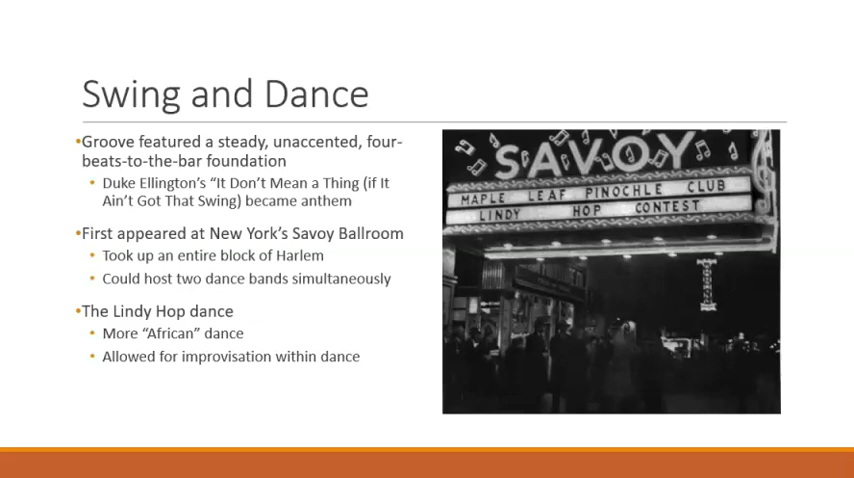 Swing and Dance
•Groove featured a steady, unaccented, four-
beats-to-the-bar foundation
• Duke Ellington’s “It Don’t Mean a Thing (if It
Ain’t Got That Swing) became anthem
•First appeared at New York’s Savoy Ballroom
• Took up an entire block of Harlem
• Could host two dance bands simultaneously
•The Lindy Hop dance
• More “African” dance
• Allowed for improvisation within dance
SAVOY
MAPLE LEAF PINOCHLE CLUB
LINDY HOP CONTEST